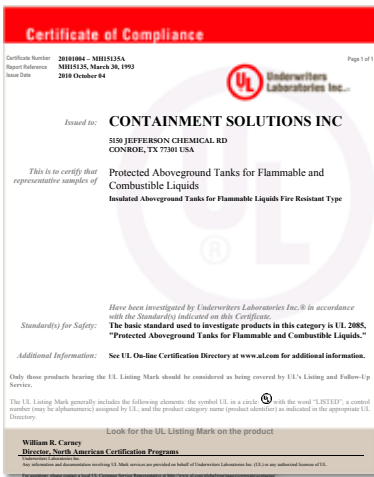 Certificate of Compliance
Certificate Number 20101004 – MH15135A
Page 1 of 1
Report Reference MH15135, March 30, 1993
Issue Date 2010 October 04
UL
Underwriters
Laboratories Inc.®
Issued to: CONTAINMENT SOLUTIONS INC
5150 JEFFERSON CHEMICAL RD
CONROE, TX 77301 USA
This is to certify that representative samples of
Protected Aboveground Tanks for Flammable and
Combustible Liquids
Insulated Aboveground Tanks for Flammable Liquids Fire Resistant Type
Have been investigated by Underwriters Laboratories Inc.® in accordance
with the Standard(s) indicated on this Certificate.
Standard(s) for Safety: The basic standard used to investigate products in this category is UL 2085,
"Protected Aboveground Tanks for Flammable and Combustible Liquids."
Additional Information: See UL On-line Certification Directory at www.ul.com for additional information.
Only those products bearing the UL Listing Mark should be considered as being covered by UL's Listing and Follow-Up
Service.
The UL Listing Mark generally includes the following elements: the symbol UL in a circle: UL with the word "LISTED"; a control
number (may be alphanumeric) assigned by UL; and the product category name (product identifier) as indicated in the appropriate UL
Directory.
Look for the UL Listing Mark on the product
William R. Carney
Director, North American Certification Programs
Underwriters Laboratories Inc.
Any information and documentation involving UL Mark services are provided on behalf of Underwriters Laboratories Inc. (UL) or any authorized licensee of UL.